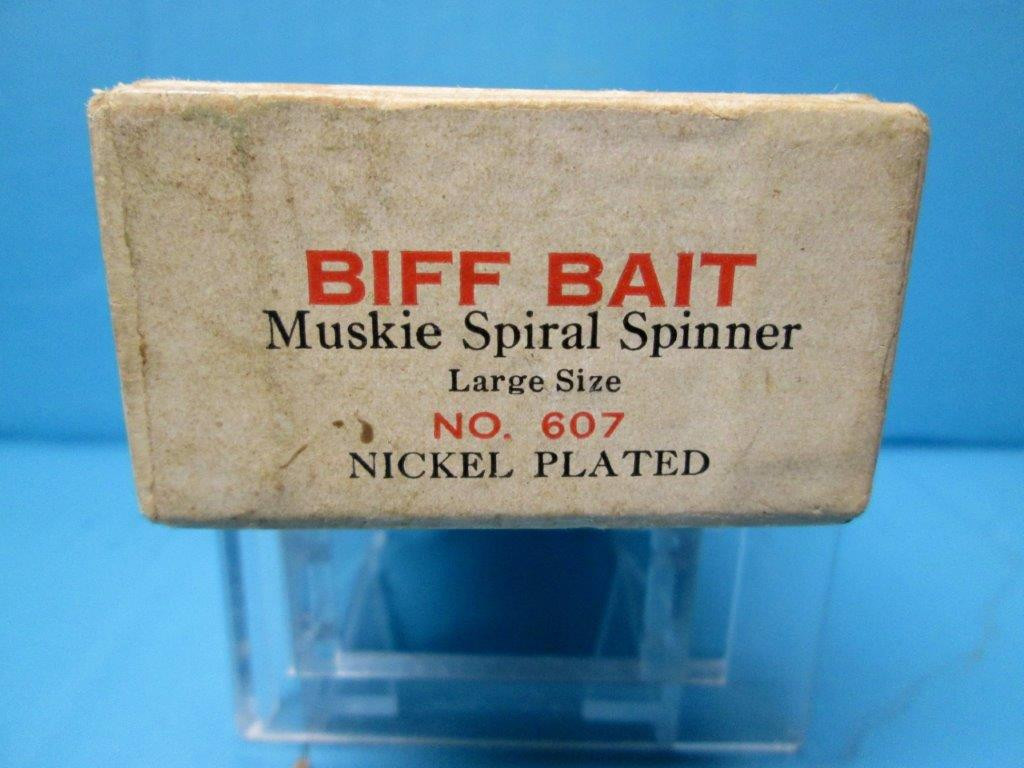 BIFF BAIT
Muskie Spiral Spinner
Large Size
NO. 607
NICKEL PLATED